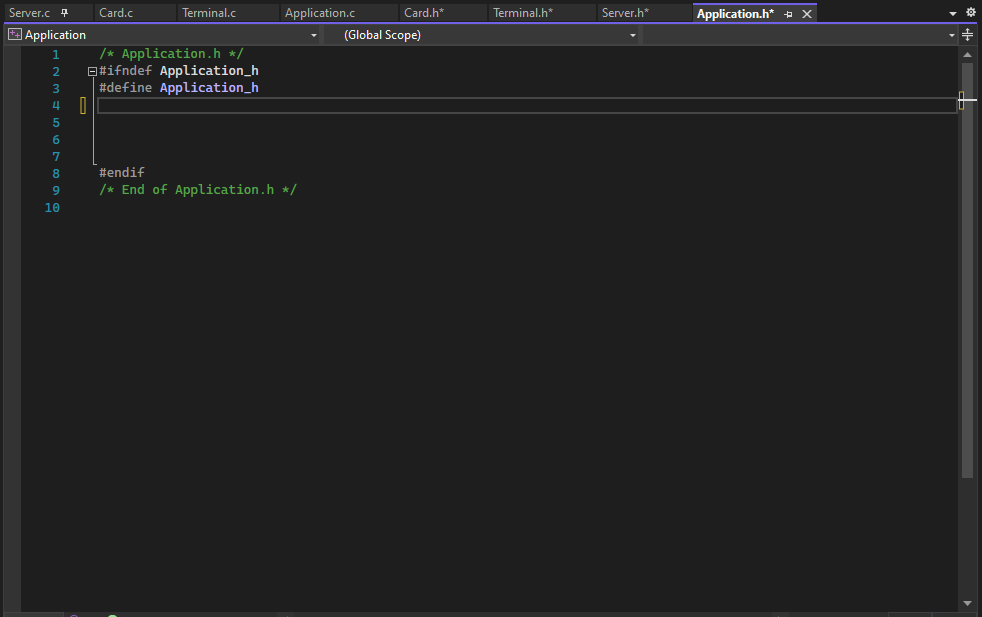 Server.c Card.c Terminal.c Application.c Card.h* Terminal.h* Server.h* Application.h*
Application (Global Scope)
1 /* Application.h */
2 #ifndef Application_h
3 #define Application_h
4
5
6
7
8 #endif
9 /* End of Application.h */
10